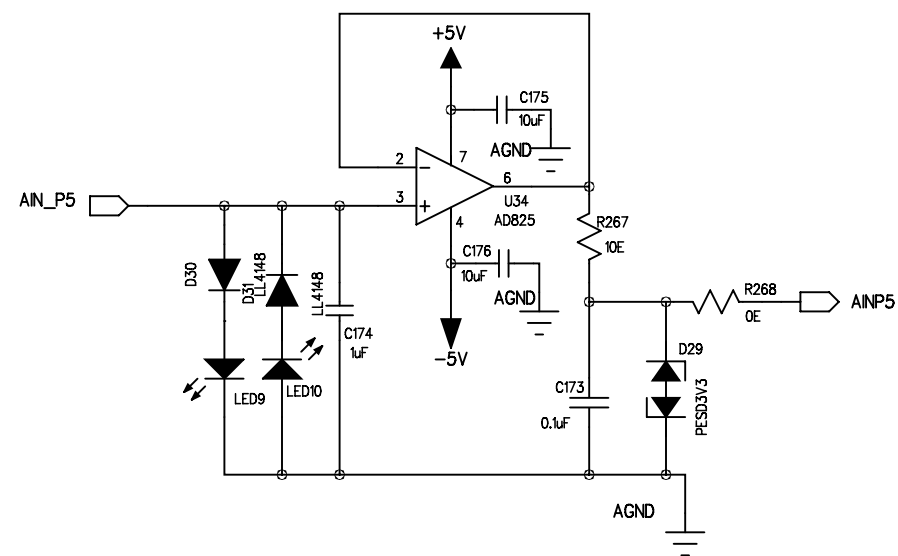 +5V
C175
10uF
AGND
2
7
6
3
4
U34
AD825
AIN_P5
R267
10E
D30
D31
LL4148
LL4148
C176
10uF
AGND
R268
0E
AINP5
C174
1uF
-5V
D29
PESD3V3
LED9
LED10
C173
0.1uF
AGND